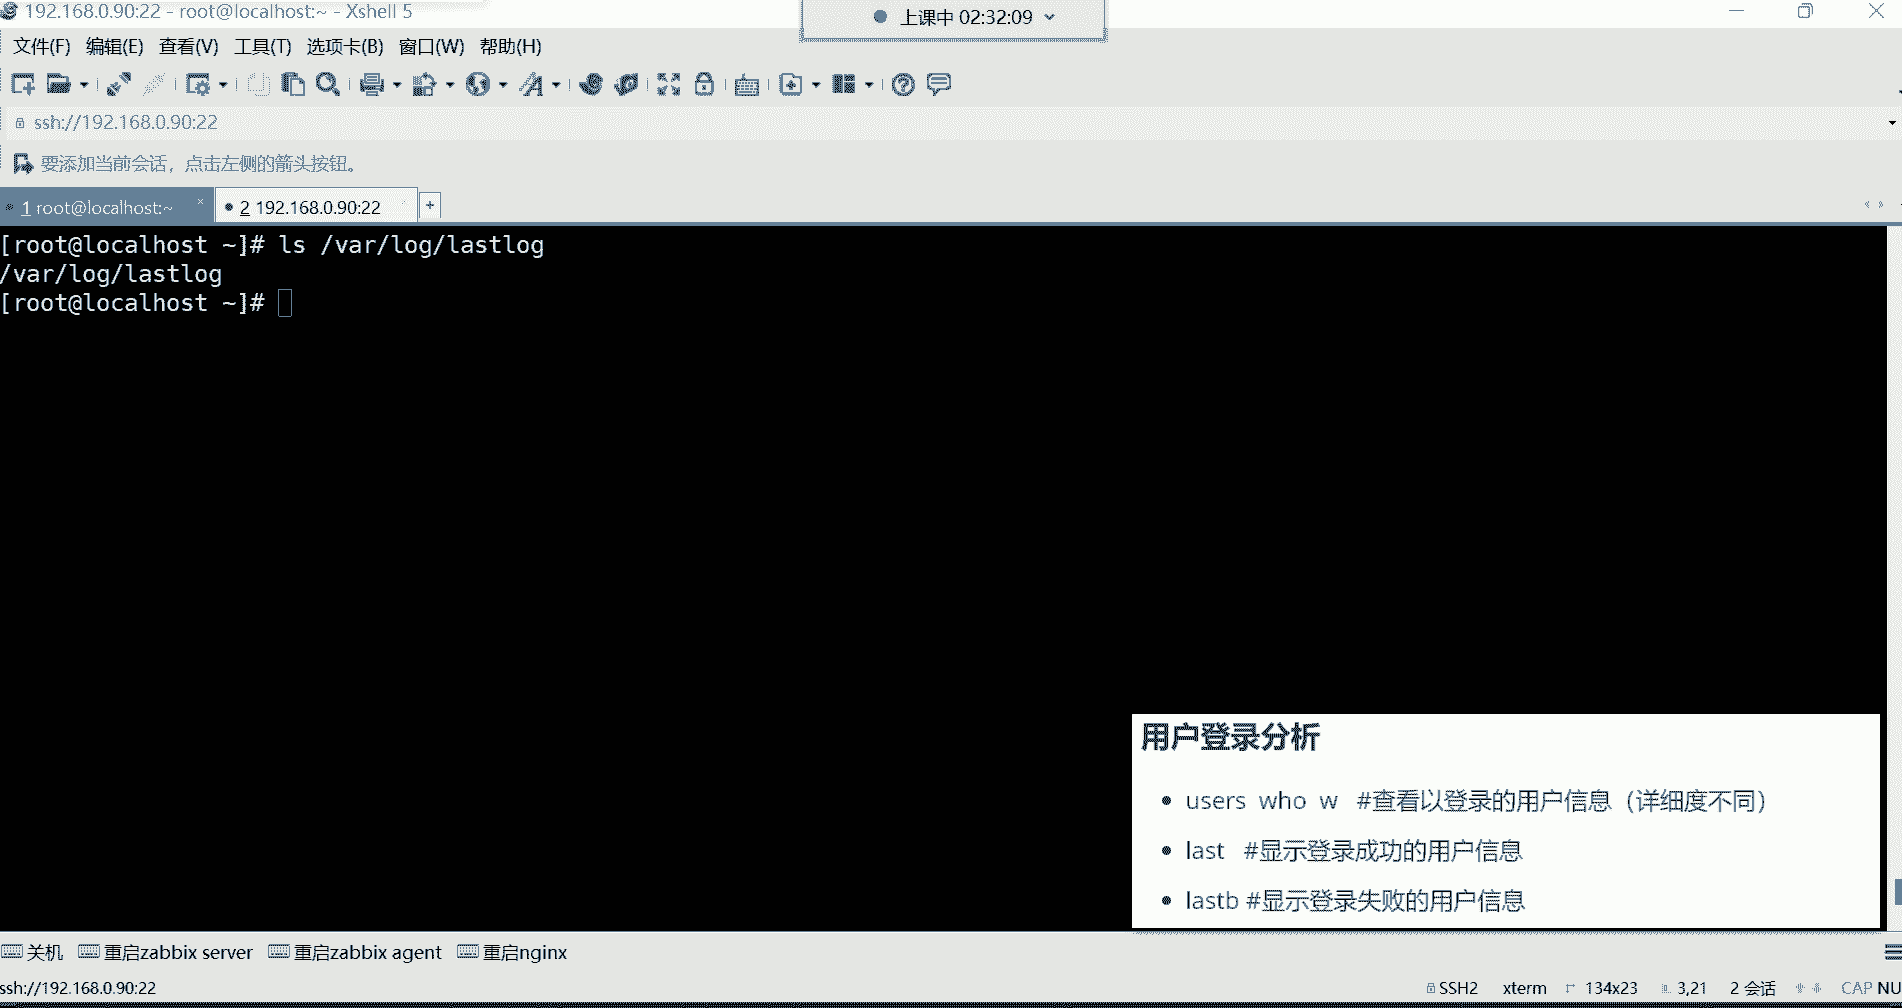 192.168.0.90:22 - root@localhost:~ - Xshell 5
上课中 02:32:09
文件(F) 编辑(E) 查看(V) 工具(T) 选项卡(B) 窗口(W) 帮助(H)
ssh://192.168.0.90:22
要添加当前会话，点击左侧的箭头按钮。
1 root@localhost:~ × 2 192.168.0.90:22 +
[root@localhost ~]# ls /var/log/lastlog
/var/log/lastlog
[root@localhost ~]#
用户登录分析
• users who w #查看以登录的用户信息（详细度不同）
• last #显示登录成功的用户信息
• lastb #显示登录失败的用户信息
关机 重启zabbix server 重启zabbix agent 重启nginx
ssh://192.168.0.90:22 SSH2 xterm 134x23 3,21 2 会话 CAP NU